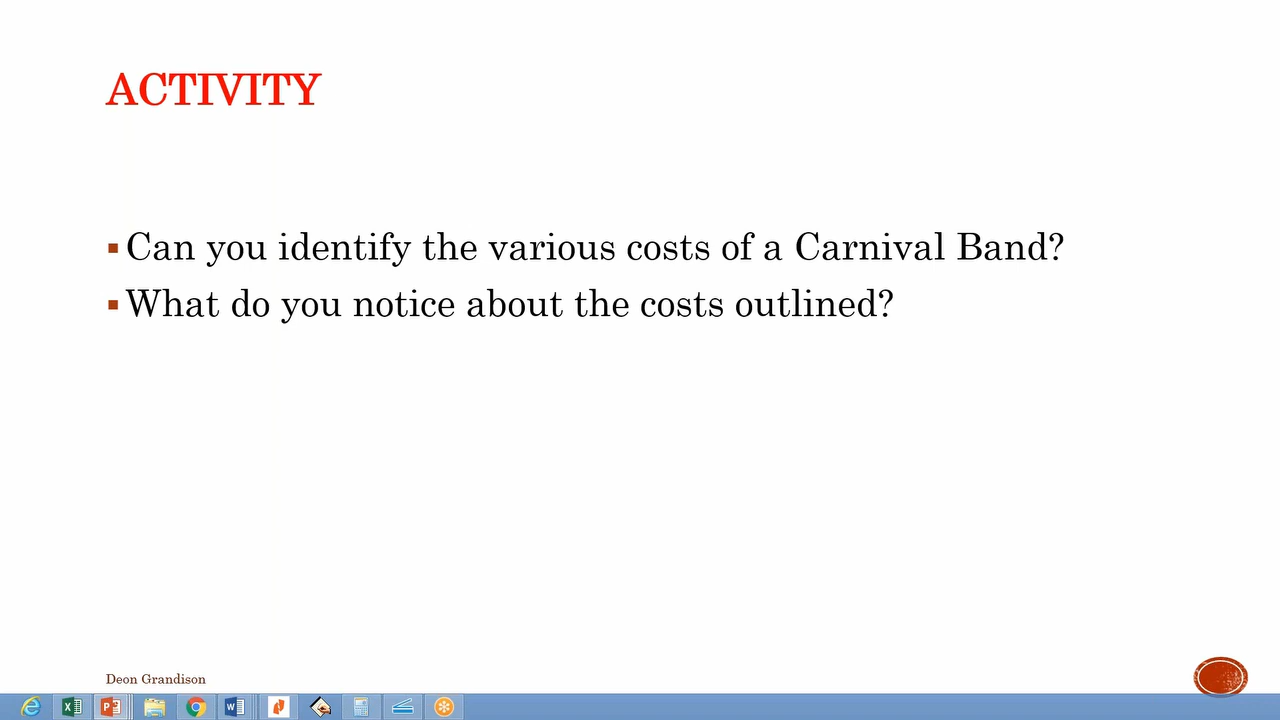 ACTIVITY
Can you identify the various costs of a Carnival Band?
What do you notice about the costs outlined?
Deon Grandison